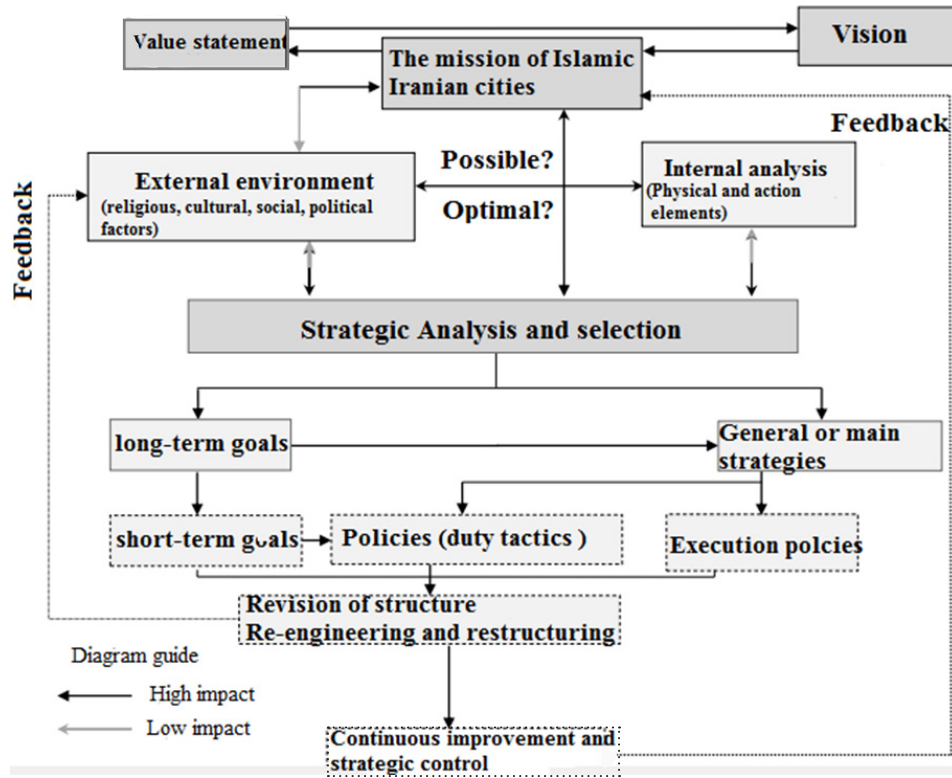 Value statement
Vision
The mission of Islamic
Iranian cities
Feedback
Possible?
Optimal?
External environment
(religious, cultural, social, political
factors)
Internal analysis
(Physical and action
elements)
Feedback
Strategic Analysis and selection
long-term goals
General or main
strategies
short-term goals
Policies (duty tactics )
Execution polcies
Revision of structure
Re-engineering and restructuring
Diagram guide
High impact
Low impact
Continuous improvement and
strategic control